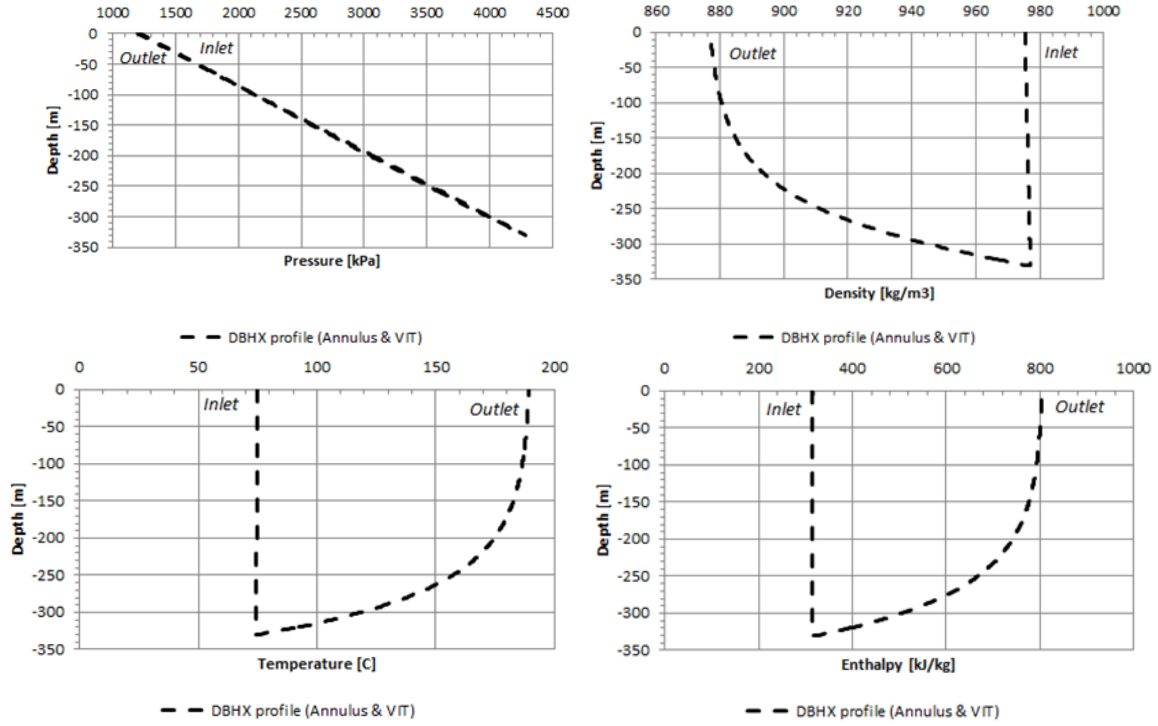 1000 1500 2000 2500 3000 3500 4000 4500
0
-50
-100
-150
-200
-250
-300
-350
Depth [m]
Outlet
Inlet
Pressure [kPa]
860 880 900 920 940 960 980 1000
0
-50
-100
-150
-200
-250
-300
-350
Depth [m]
Outlet
Inlet
Density [kg/m3]
DBHX profile (Annulus & VIT)
DBHX profile (Annulus & VIT)
0 50 100 150 200
0
-50
-100
-150
-200
-250
-300
-350
Depth [m]
Inlet
Outlet
Temperature [C]
0 200 400 600 800 1000
0
-50
-100
-150
-200
-250
-300
-350
Depth [m]
Inlet
Outlet
Enthalpy [kJ/kg]
DBHX profile (Annulus & VIT)
DBHX profile (Annulus & VIT)